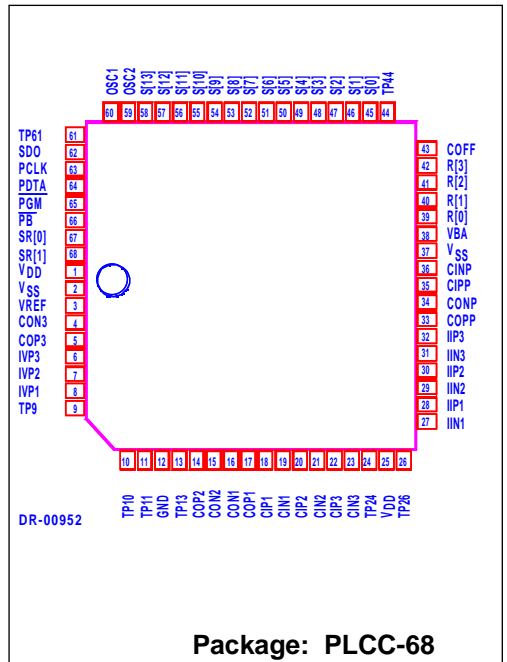 OSC1 OSC2 S[13] S[12] S[11] S[10] S[9] S[8] S[7] S[6] S[5] S[4] S[3] S[2] S[1] S[0] TP44
60 59 58 57 56 55 54 53 52 51 50 49 48 47 46 45 44
TP61 61
SDO 62
PCLK 63
PDTA 64
PGM 65
PB 66
SR[0] 67
SR[1] 68
VDD 1
VSS 2
VREF 3
CON3 4
COP3 5
IVP3 6
IVP2 7
IVP1 8
TP9 9
43 COFF
42 R[3]
41 R[2]
40 R[1]
39 R[0]
38 VBA
37 VSS
36 CINP
35 CIPP
34 CONP
33 COPP
32 IIP3
31 IIN3
30 IIP2
29 IIN2
28 IIP1
27 IIN1
10 11 12 13 14 15 16 17 18 19 20 21 22 23 24 25 26
TP10 TP11 GND TP13 COP2 CON2 CON1 COP1 CIP1 CIN1 CIP2 CIN2 CIP3 CIN3 TP24 VDD TP26
DR-00952
Package: PLCC-68